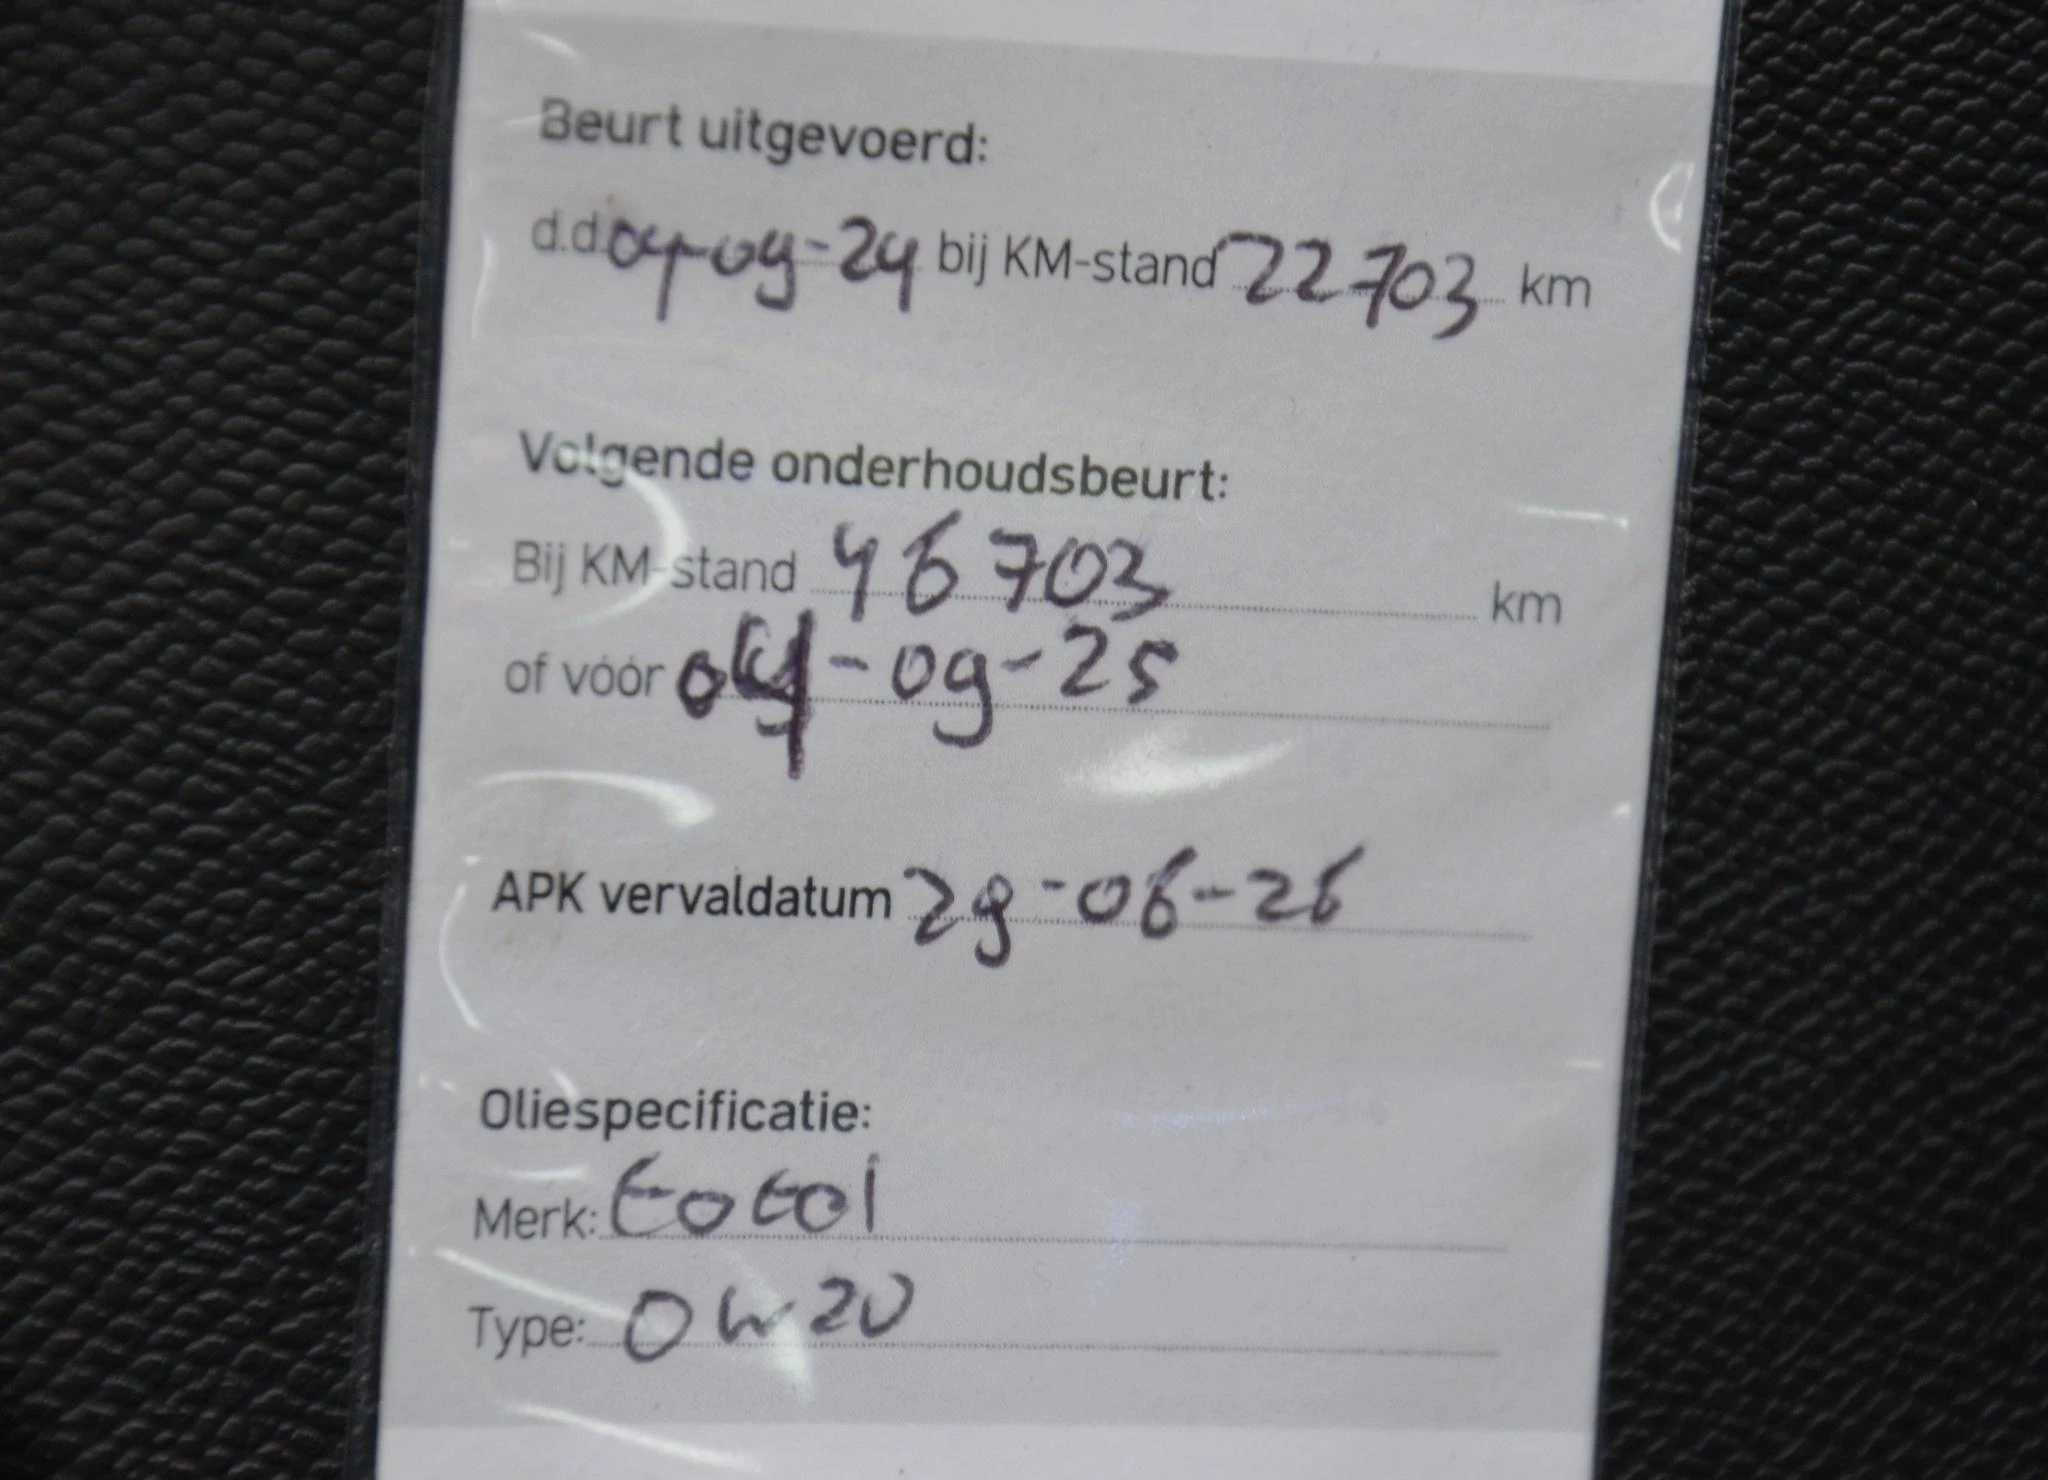 Beurt uitgevoerd:
d.d. 04-09-24 bij KM-stand 22703 km
Volgende onderhoudsbeurt:
Bij KM-stand 46703 km
of vóór 04-09-25
APK vervaldatum 29-06-26
Oliespecificatie:
Merk: total
Type: 0W20